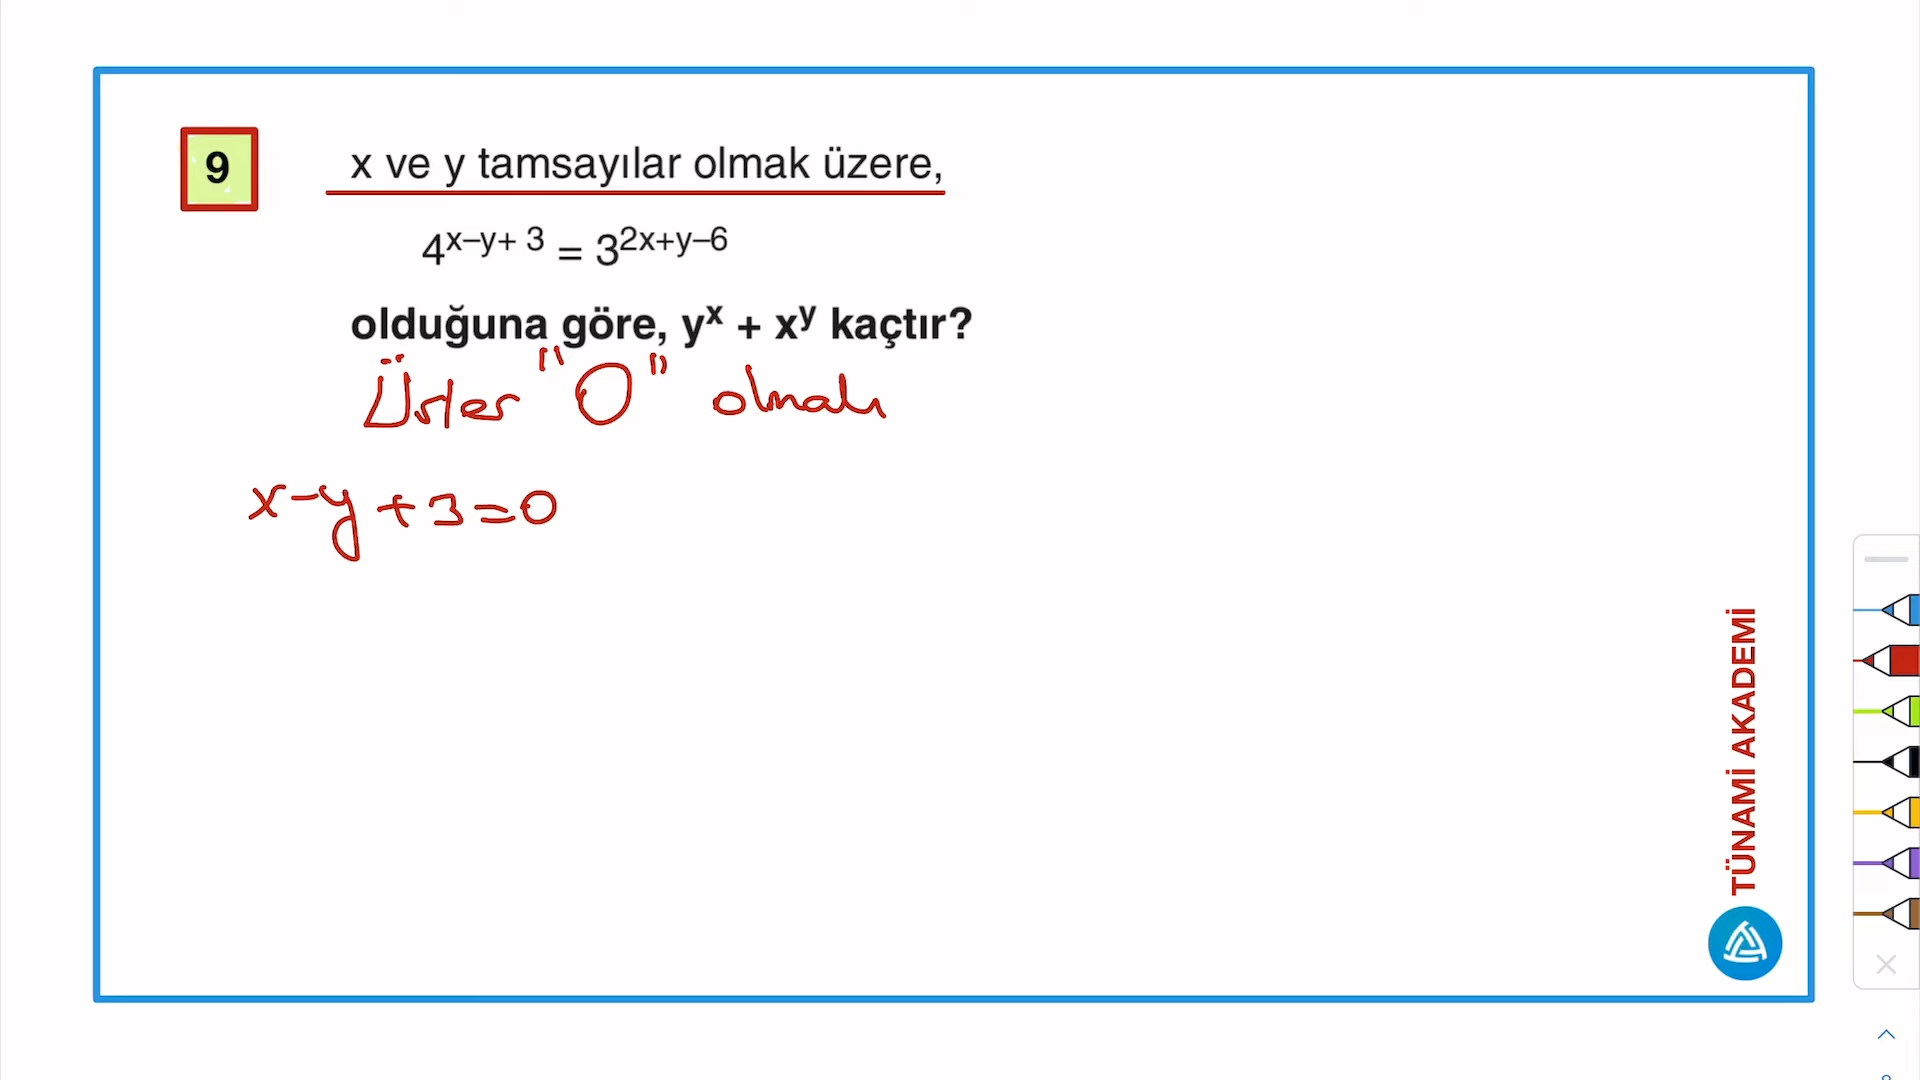 9
x ve y tamsayılar olmak üzere,
4^{x–y+ 3} = 3^{2x+y–6}
olduğuna göre, y^x + x^y kaçtır?
Üsler "0" olmalı
x-y+3=0
TÜNAMİ AKADEMİ